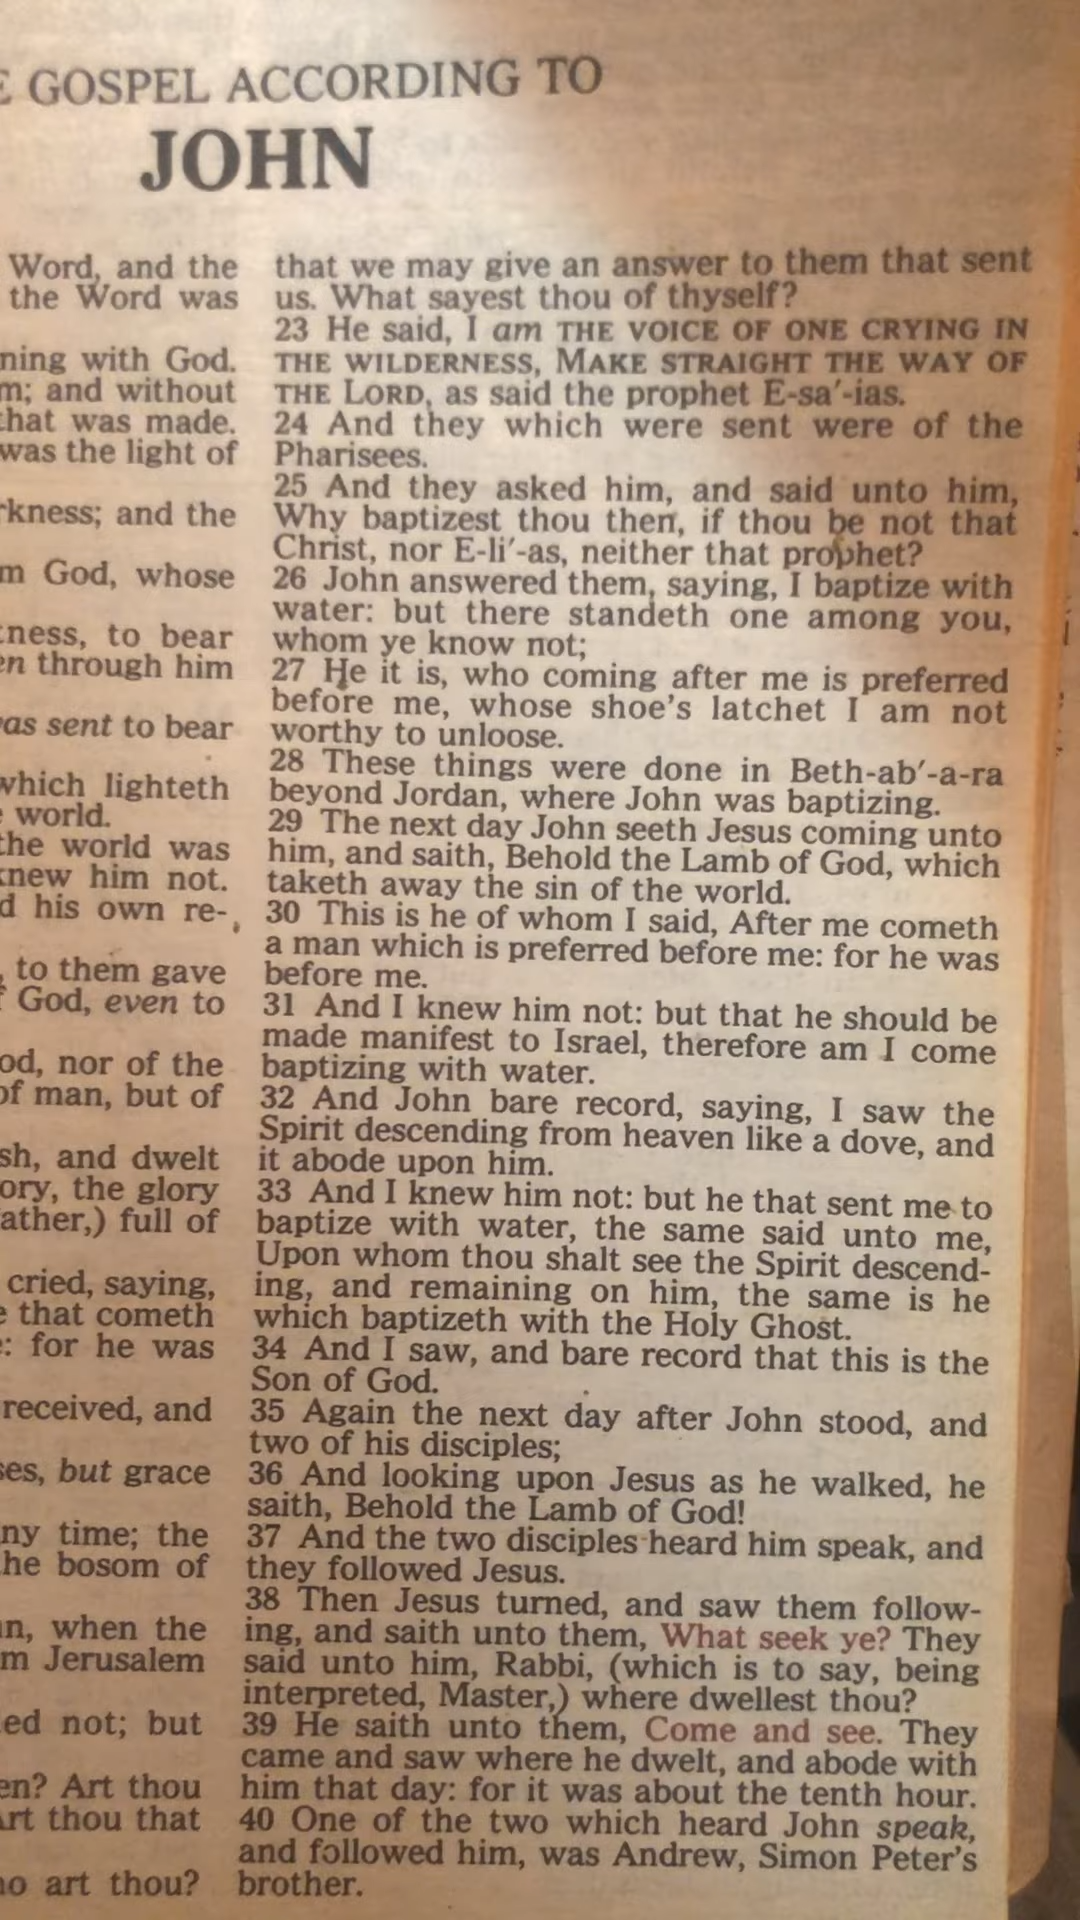 GOSPEL ACCORDING TO
JOHN
Word, and the
the Word was
ning with God.
m; and without
that was made.
was the light of
rkness; and the
m God, whose
ness, to bear
en through him
as sent to bear
which lighteth
world.
the world was
knew him not.
d his own re-
to them gave
God, even to
od, nor of the
of man, but of
sh, and dwelt
ory, the glory
ather,) full of
cried, saying,
e that cometh
: for he was
received, and
ses, but grace
ny time; the
he bosom of
n, when the
m Jerusalem
ed not; but
en? Art thou
rt thou that
o art thou?
that we may give an answer to them that sent
us. What sayest thou of thyself?
23 He said, I am THE VOICE OF ONE CRYING IN
THE WILDERNESS, MAKE STRAIGHT THE WAY OF
THE LORD, as said the prophet E-sa′-ias.
24 And they which were sent were of the
Pharisees.
25 And they asked him, and said unto him,
Why baptizest thou then, if thou be not that
Christ, nor E-li′-as, neither that prophet?
26 John answered them, saying, I baptize with
water: but there standeth one among you,
whom ye know not;
27 He it is, who coming after me is preferred
before me, whose shoe's latchet I am not
worthy to unloose.
28 These things were done in Beth-ab′-a-ra
beyond Jordan, where John was baptizing.
29 The next day John seeth Jesus coming unto
him, and saith, Behold the Lamb of God, which
taketh away the sin of the world.
30 This is he of whom I said, After me cometh
a man which is preferred before me: for he was
before me.
31 And I knew him not: but that he should be
made manifest to Israel, therefore am I come
baptizing with water.
32 And John bare record, saying, I saw the
Spirit descending from heaven like a dove, and
it abode upon him.
33 And I knew him not: but he that sent me to
baptize with water, the same said unto me,
Upon whom thou shalt see the Spirit descend-
ing, and remaining on him, the same is he
which baptizeth with the Holy Ghost.
34 And I saw, and bare record that this is the
Son of God.
35 Again the next day after John stood, and
two of his disciples;
36 And looking upon Jesus as he walked, he
saith, Behold the Lamb of God!
37 And the two disciples heard him speak, and
they followed Jesus.
38 Then Jesus turned, and saw them follow-
ing, and saith unto them, What seek ye? They
said unto him, Rabbi, (which is to say, being
interpreted, Master,) where dwellest thou?
39 He saith unto them, Come and see. They
came and saw where he dwelt, and abode with
him that day: for it was about the tenth hour.
40 One of the two which heard John speak,
and followed him, was Andrew, Simon Peter's
brother.